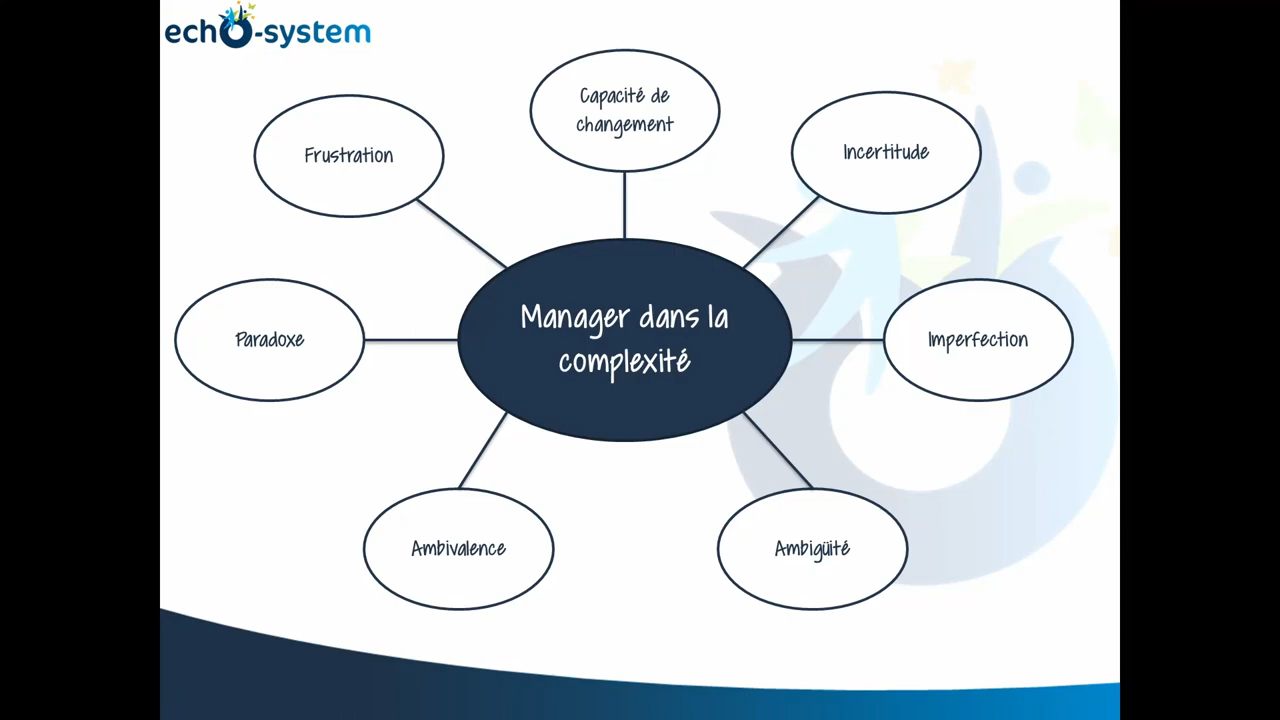 echO-system
Capacité de
changement
Frustration
Incertitude
Manager dans la
complexité
Paradoxe
Imperfection
Ambivalence
Ambigüité